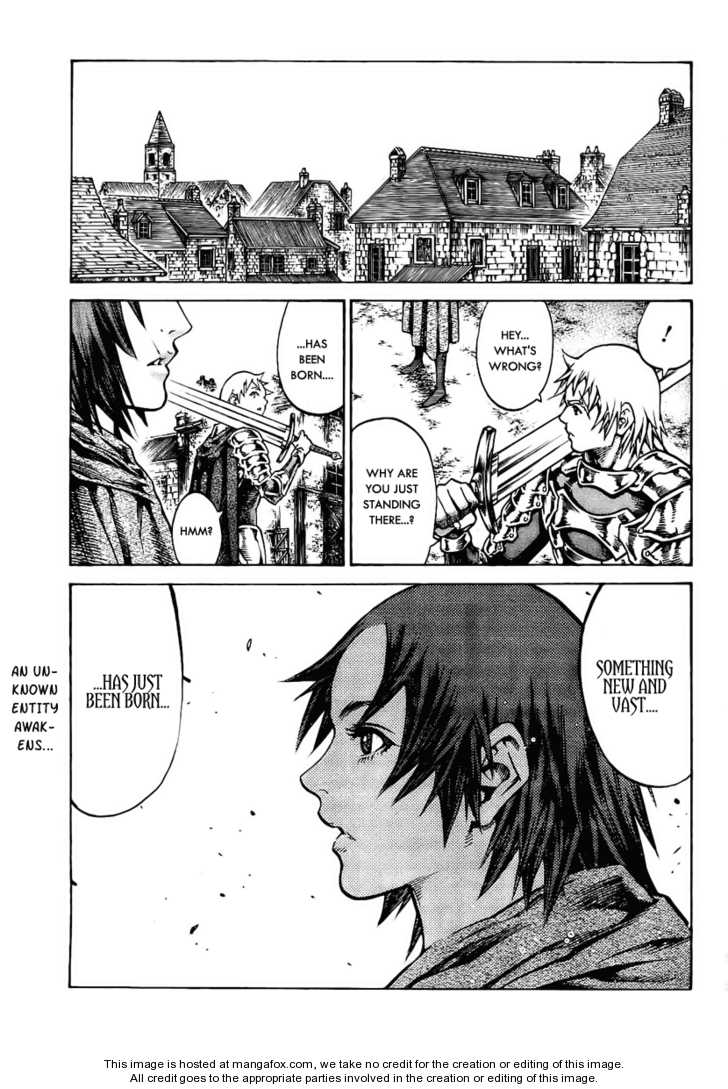 !
HEY...
WHAT'S
WRONG?
WHY ARE
YOU JUST
STANDING
THERE...?
...HAS
BEEN
BORN....
HMM?
SOMETHING
NEW AND
VAST....
...HAS JUST
BEEN BORN...
AN UN-
KNOWN
ENTITY
AWAK-
ENS...
This image is hosted at mangafox.com, we take no credit for the creation or editing of this image.
All credit goes to the appropriate parties involved in the creation or editing of this image.